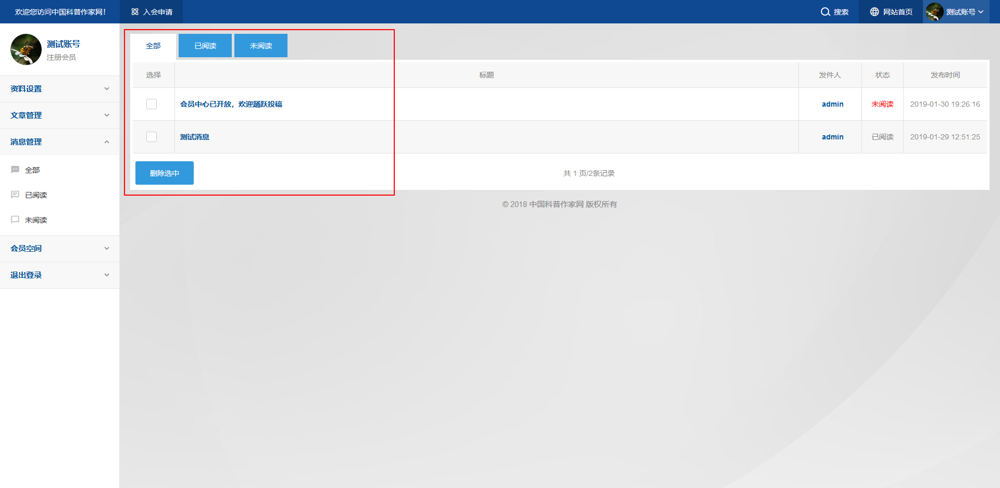 欢迎您访问中国科普作家网！
入会申请
搜索
网站首页
测试账号
测试账号
注册会员
资料设置
文章管理
消息管理
全部
已阅读
未阅读
会员空间
退出登录
全部
已阅读
未阅读
选择 标题 发件人 状态 发布时间
会员中心已开放，欢迎踊跃投稿 admin 未阅读 2019-01-30 19:26:16
测试消息 admin 已阅读 2019-01-29 12:51:25
删除选中
共 1 页/2条记录
© 2018 中国科普作家网 版权所有